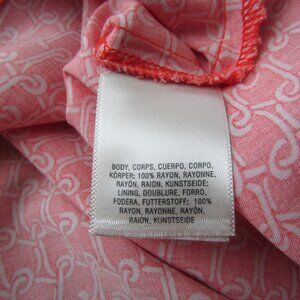 BODY, CORPS, CUERPO, CORPO,
KÖRPER: 100% RAYON, RAYONNE,
RAYÓN, RAION, KUNSTSEIDE:
LINING, DOUBLURE, FORRO,
FODERA, FUTTERSTOFF: 100%
RAYON, RAYONNE, RAYÓN,
RAION, KUNSTSEIDE